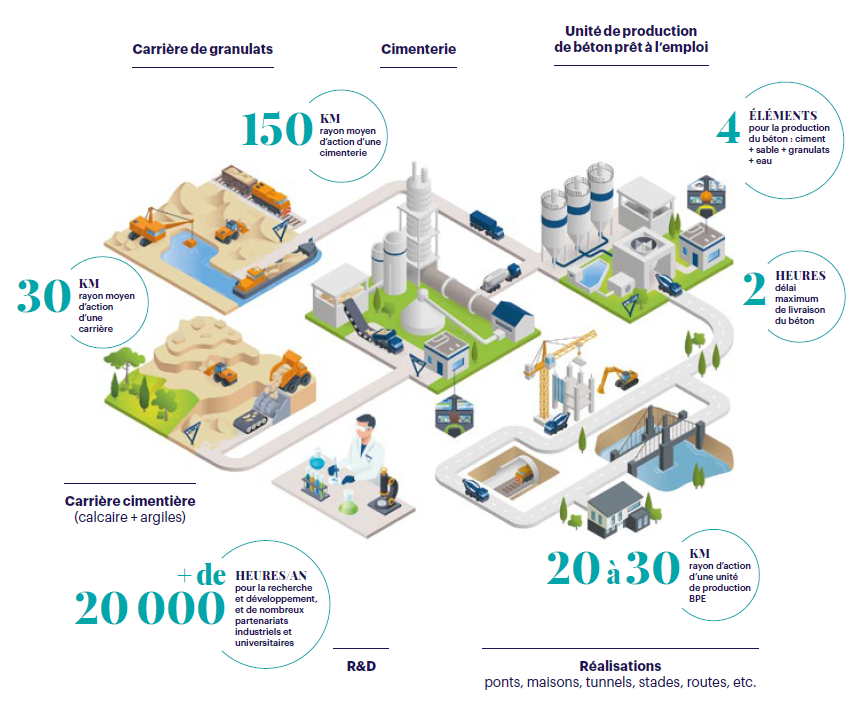 Carrière de granulats
Cimenterie
Unité de production
de béton prêt à l'emploi
150 KM
rayon moyen
d'action d'une
cimenterie
4 ÉLÉMENTS
pour la production
du béton : ciment
+ sable + granulats
+ eau
30 KM
rayon moyen
d'action
d'une
carrière
2 HEURES
délai
maximum
de livraison
du béton
Carrière cimentière
(calcaire + argiles)
+ de
20 000
HEURES/AN
pour la recherche
et développement,
et de nombreux
partenariats
industriels et
universitaires
R&D
20 à 30 KM
rayon d'action
d'une unité
de production
BPE
Réalisations
ponts, maisons, tunnels, stades, routes, etc.